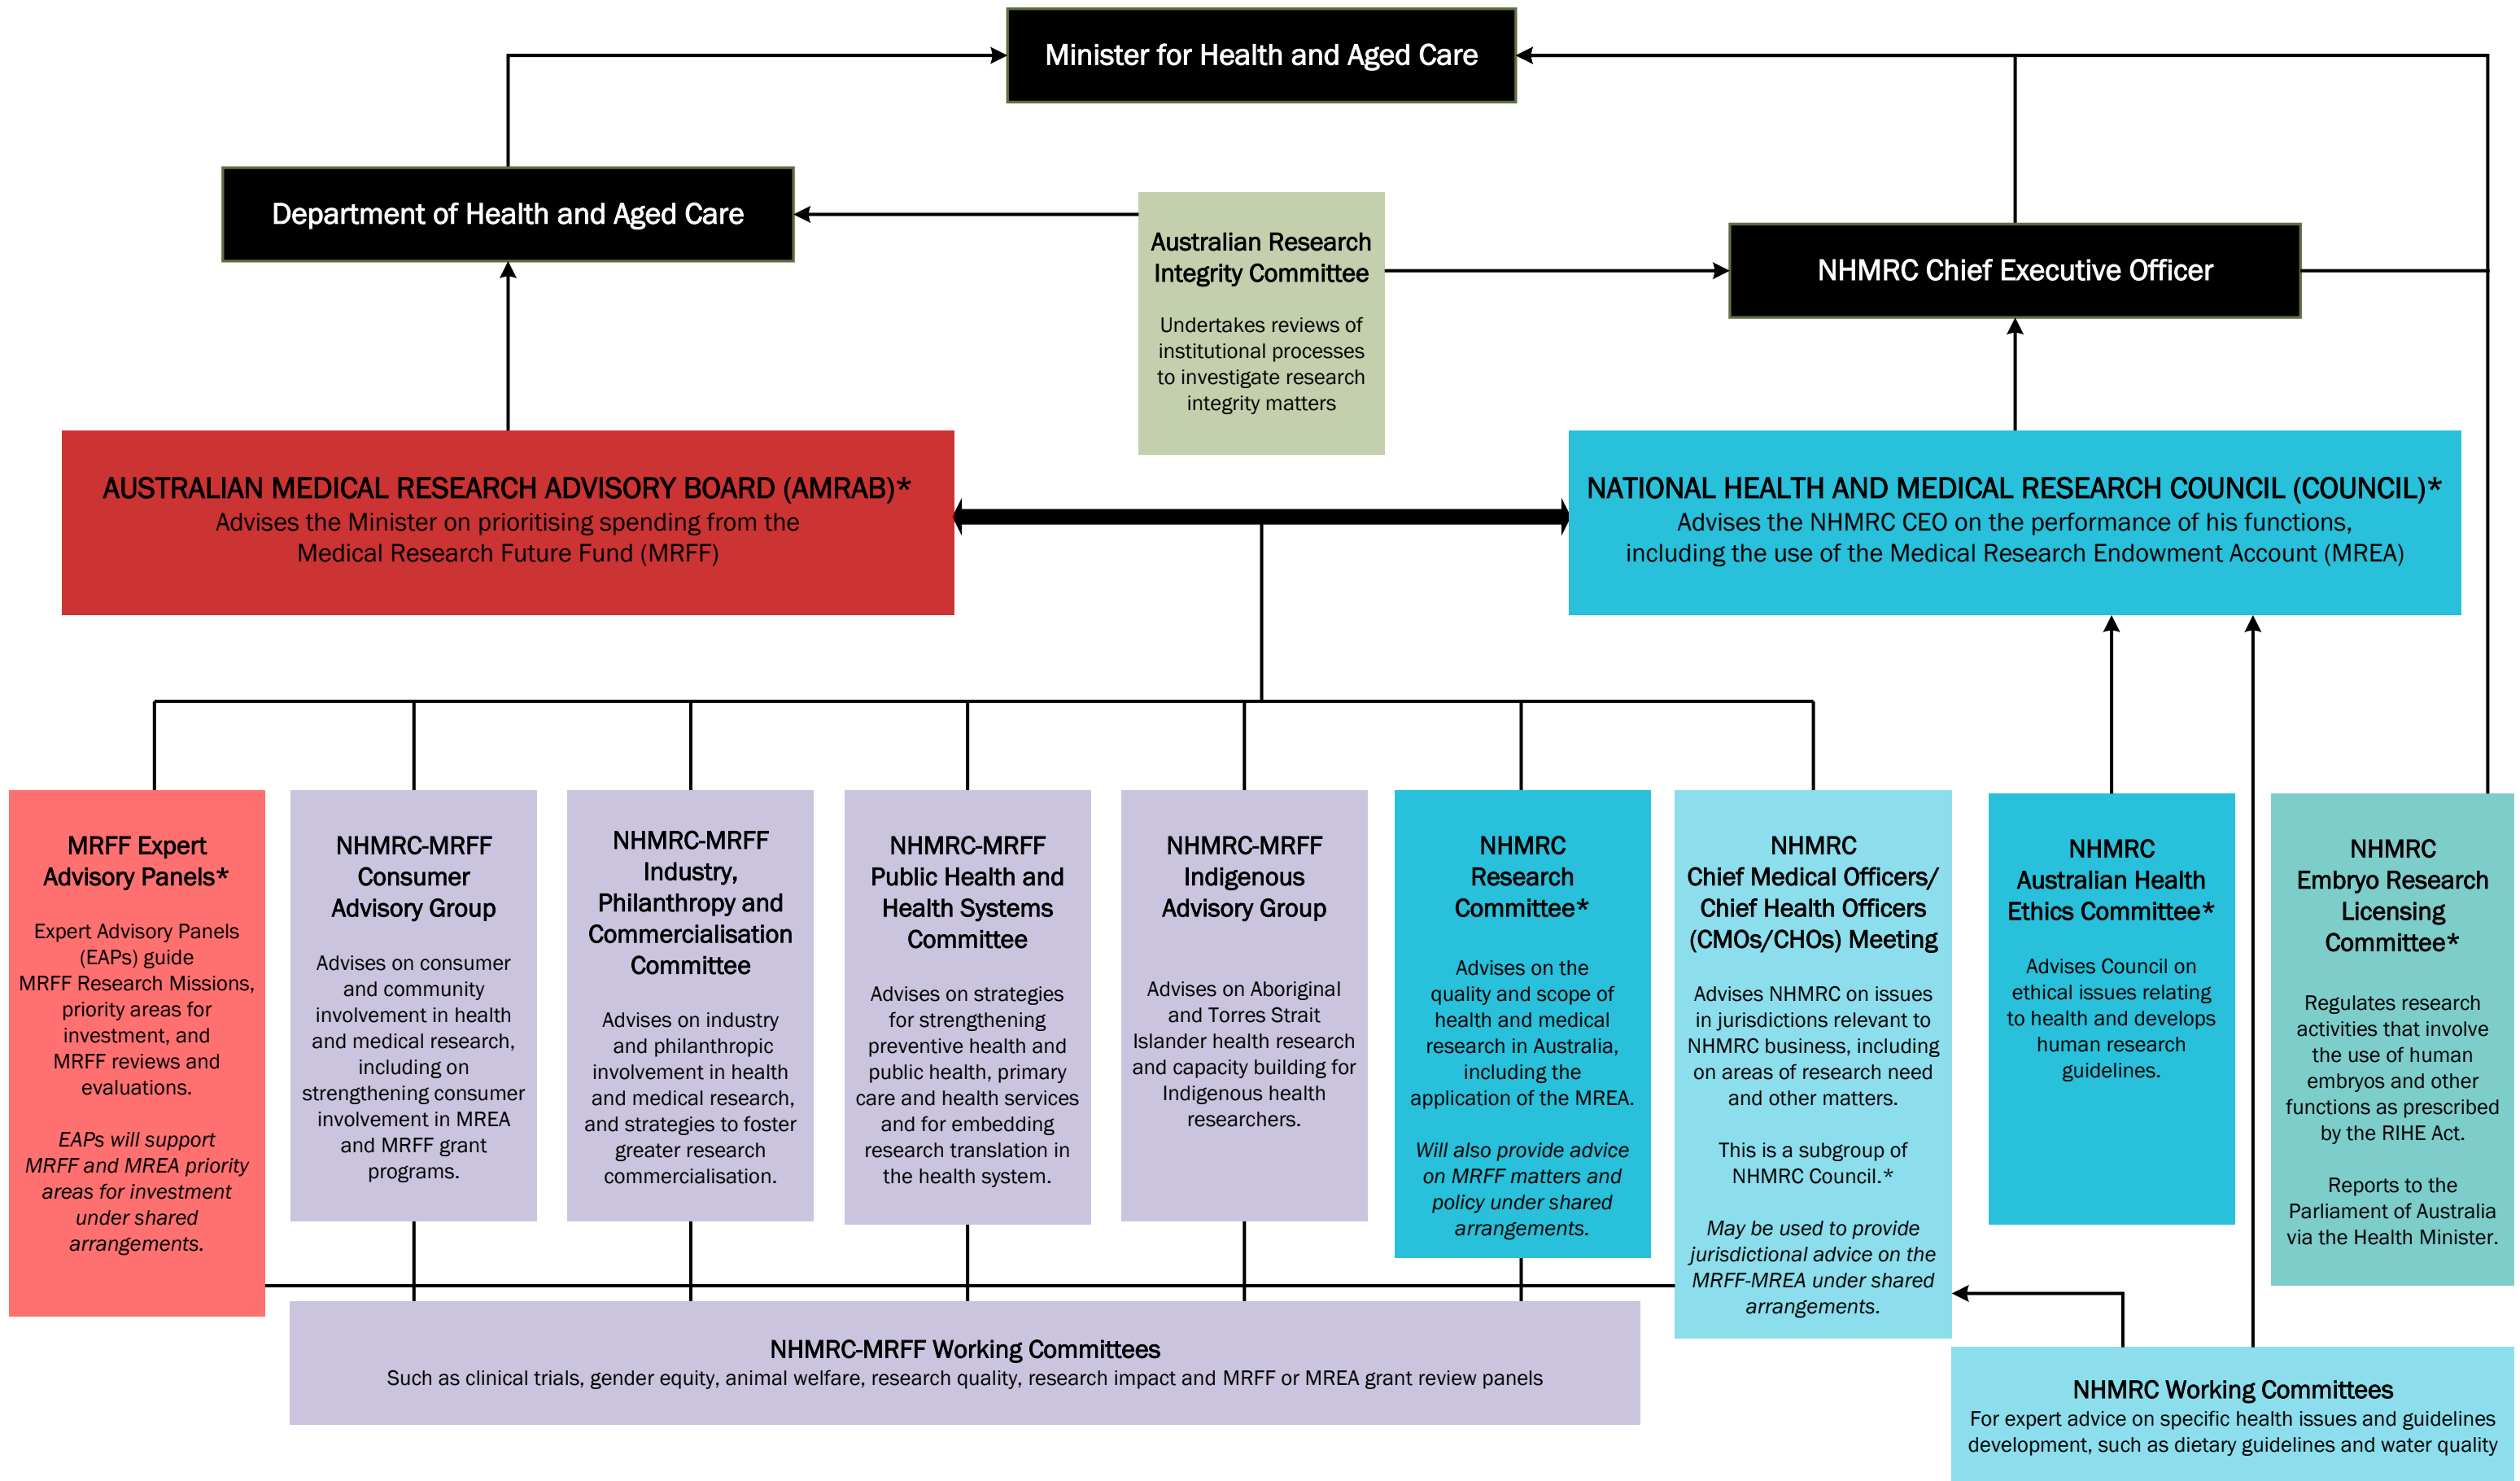 Minister for Health and Aged Care
Department of Health and Aged Care
Australian Research
Integrity Committee
Undertakes reviews of
institutional processes
to investigate research
integrity matters
NHMRC Chief Executive Officer
AUSTRALIAN MEDICAL RESEARCH ADVISORY BOARD (AMRAB)*
Advises the Minister on prioritising spending from the
Medical Research Future Fund (MRFF)
NATIONAL HEALTH AND MEDICAL RESEARCH COUNCIL (COUNCIL)*
Advises the NHMRC CEO on the performance of his functions,
including the use of the Medical Research Endowment Account (MREA)
MRFF Expert
Advisory Panels*
Expert Advisory Panels
(EAPs) guide
MRFF Research Missions,
priority areas for
investment, and
MRFF reviews and
evaluations.
EAPs will support
MRFF and MREA priority
areas for investment
under shared
arrangements.
NHMRC-MRFF
Consumer
Advisory Group
Advises on consumer
and community
involvement in health
and medical research,
including on
strengthening consumer
involvement in MREA
and MRFF grant
programs.
NHMRC-MRFF
Industry,
Philanthropy and
Commercialisation
Committee
Advises on industry
and philanthropic
involvement in health
and medical research,
and strategies to foster
greater research
commercialisation.
NHMRC-MRFF
Public Health and
Health Systems
Committee
Advises on strategies
for strengthening
preventive health and
public health, primary
care and health services
and for embedding
research translation in
the health system.
NHMRC-MRFF
Indigenous
Advisory Group
Advises on Aboriginal
and Torres Strait
Islander health research
and capacity building for
Indigenous health
researchers.
NHMRC
Research
Committee*
Advises on the
quality and scope of
health and medical
research in Australia,
including the
application of the MREA.
Will also provide advice
on MRFF matters and
policy under shared
arrangements.
NHMRC
Chief Medical Officers/
Chief Health Officers
(CMOs/CHOs) Meeting
Advises NHMRC on issues
in jurisdictions relevant to
NHMRC business, including
on areas of research need
and other matters.
This is a subgroup of
NHMRC Council.*
May be used to provide
jurisdictional advice on the
MRFF-MREA under shared
arrangements.
NHMRC
Australian Health
Ethics Committee*
Advises Council on
ethical issues relating
to health and develops
human research
guidelines.
NHMRC
Embryo Research
Licensing
Committee*
Regulates research
activities that involve
the use of human
embryos and other
functions as prescribed
by the RIHE Act.
Reports to the
Parliament of Australia
via the Health Minister.
NHMRC-MRFF Working Committees
Such as clinical trials, gender equity, animal welfare, research quality, research impact and MRFF or MREA grant review panels
NHMRC Working Committees
For expert advice on specific health issues and guidelines
development, such as dietary guidelines and water quality